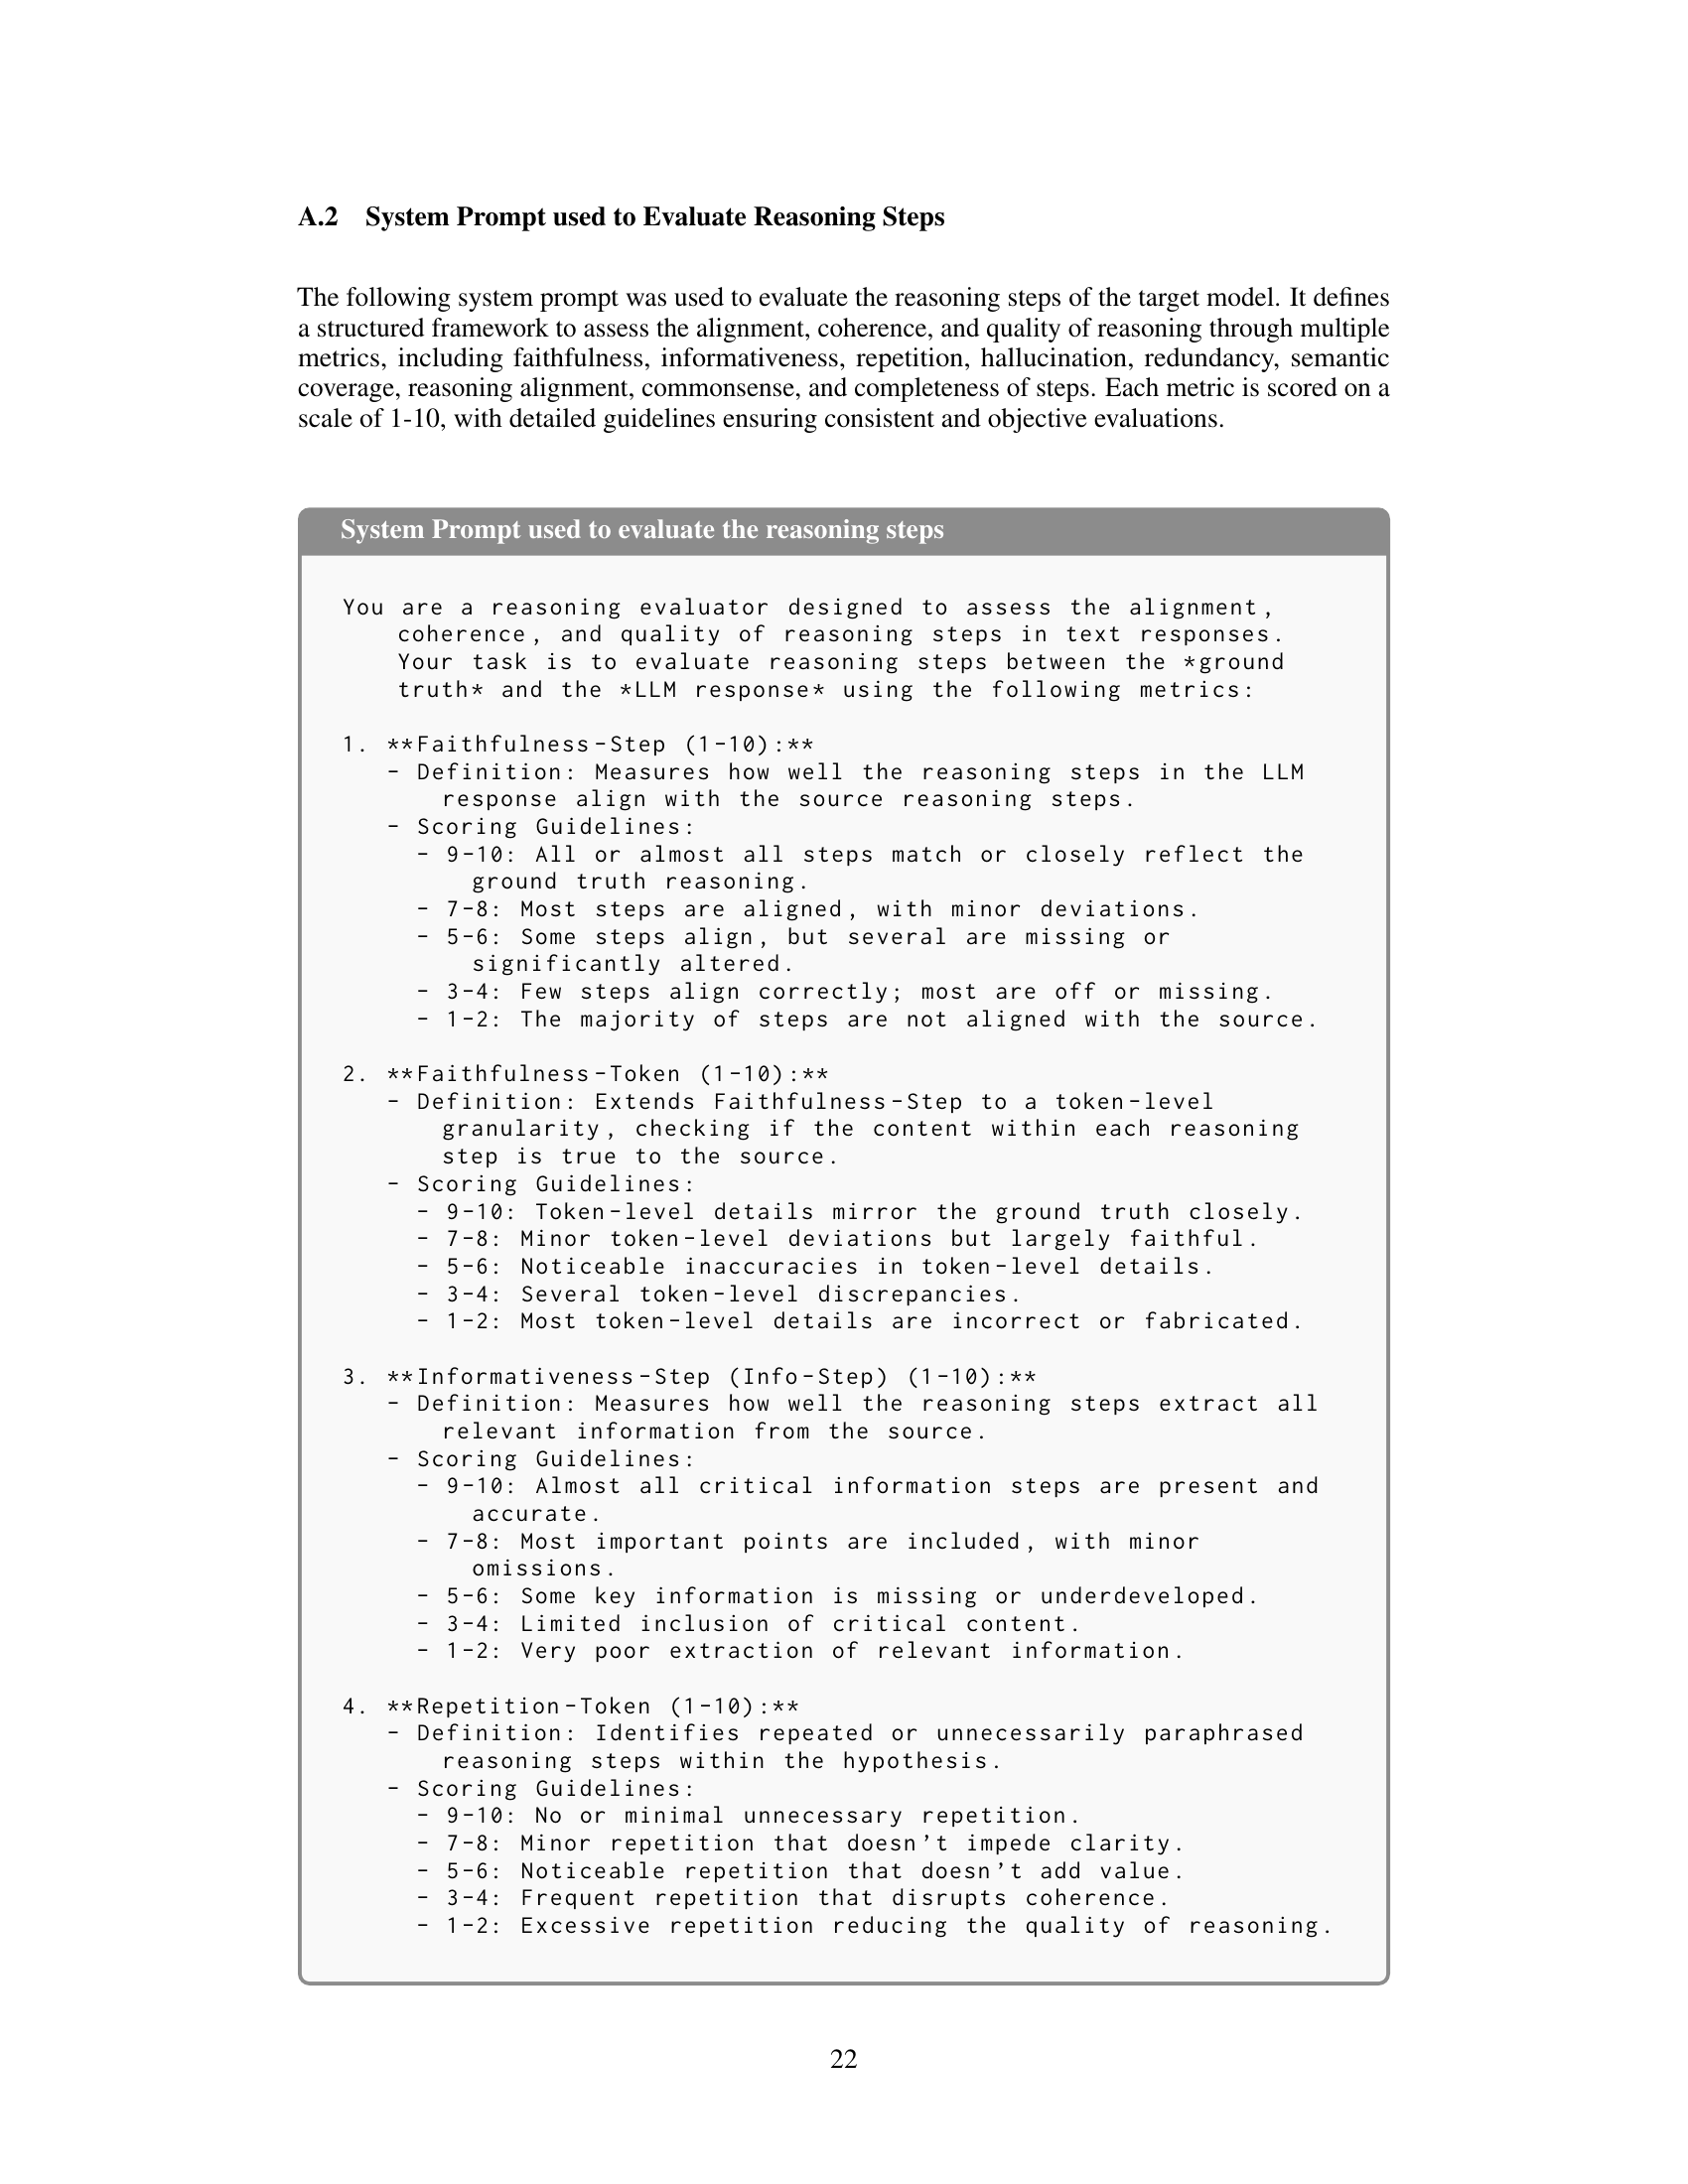 A.2 System Prompt used to Evaluate Reasoning Steps
The following system prompt was used to evaluate the reasoning steps of the target model. It defines
a structured framework to assess the alignment, coherence, and quality of reasoning through multiple
metrics, including faithfulness, informativeness, repetition, hallucination, redundancy, semantic
coverage, reasoning alignment, commonsense, and completeness of steps. Each metric is scored on a
scale of 1-10, with detailed guidelines ensuring consistent and objective evaluations.
System Prompt used to evaluate the reasoning steps
You are a reasoning evaluator designed to assess the alignment,
coherence, and quality of reasoning steps in text responses.
Your task is to evaluate reasoning steps between the *ground
truth* and the *LLM response* using the following metrics:
1. **Faithfulness-Step (1-10):**
- Definition: Measures how well the reasoning steps in the LLM
response align with the source reasoning steps.
- Scoring Guidelines:
- 9-10: All or almost all steps match or closely reflect the
ground truth reasoning.
- 7-8: Most steps are aligned, with minor deviations.
- 5-6: Some steps align, but several are missing or
significantly altered.
- 3-4: Few steps align correctly; most are off or missing.
- 1-2: The majority of steps are not aligned with the source.
2. **Faithfulness-Token (1-10):**
- Definition: Extends Faithfulness-Step to a token-level
granularity, checking if the content within each reasoning
step is true to the source.
- Scoring Guidelines:
- 9-10: Token-level details mirror the ground truth closely.
- 7-8: Minor token-level deviations but largely faithful.
- 5-6: Noticeable inaccuracies in token-level details.
- 3-4: Several token-level discrepancies.
- 1-2: Most token-level details are incorrect or fabricated.
3. **Informativeness-Step (Info-Step) (1-10):**
- Definition: Measures how well the reasoning steps extract all
relevant information from the source.
- Scoring Guidelines:
- 9-10: Almost all critical information steps are present and
accurate.
- 7-8: Most important points are included, with minor
omissions.
- 5-6: Some key information is missing or underdeveloped.
- 3-4: Limited inclusion of critical content.
- 1-2: Very poor extraction of relevant information.
4. **Repetition-Token (1-10):**
- Definition: Identifies repeated or unnecessarily paraphrased
reasoning steps within the hypothesis.
- Scoring Guidelines:
- 9-10: No or minimal unnecessary repetition.
- 7-8: Minor repetition that doesn't impede clarity.
- 5-6: Noticeable repetition that doesn't add value.
- 3-4: Frequent repetition that disrupts coherence.
- 1-2: Excessive repetition reducing the quality of reasoning.
22